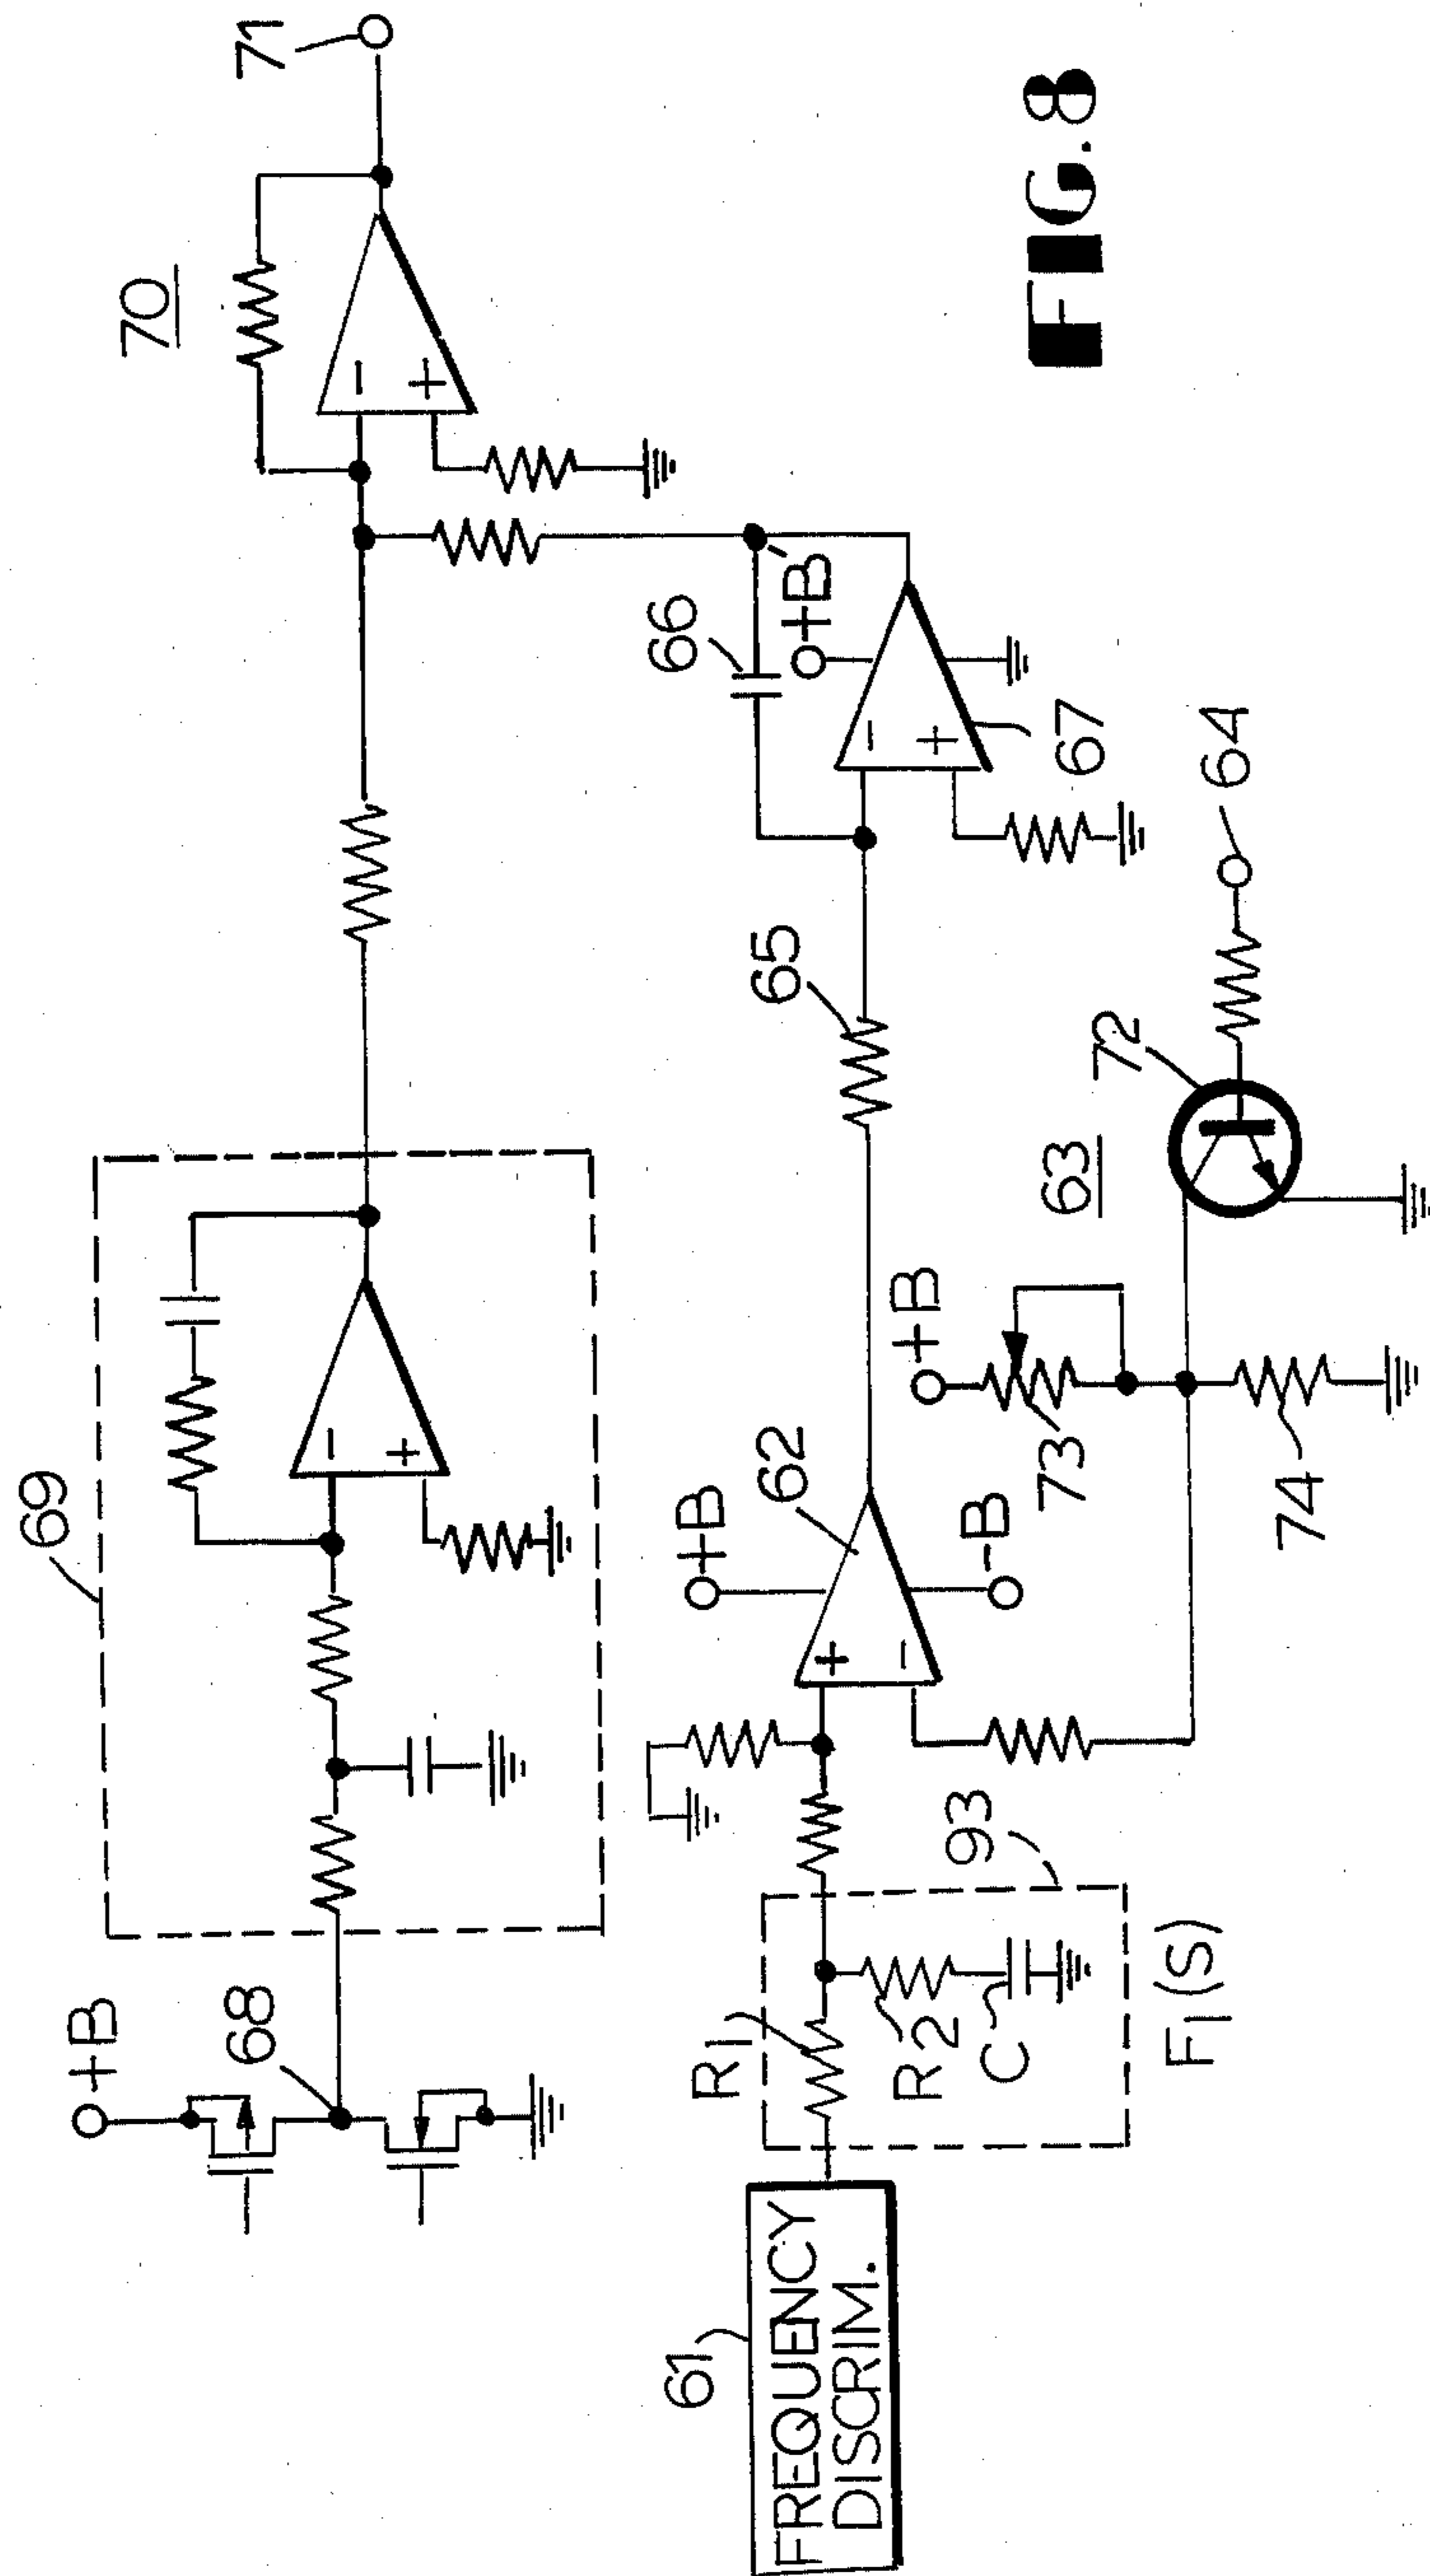 71
70
69
+B
68
66
+B
65
67
+B
62
-B
+B
63
72
64
73
74
61
FREQUENCY
DISCRIM.
R1
R2
C
93
F1(S)
FIG.8
+
-
+
-
+
-
+
-